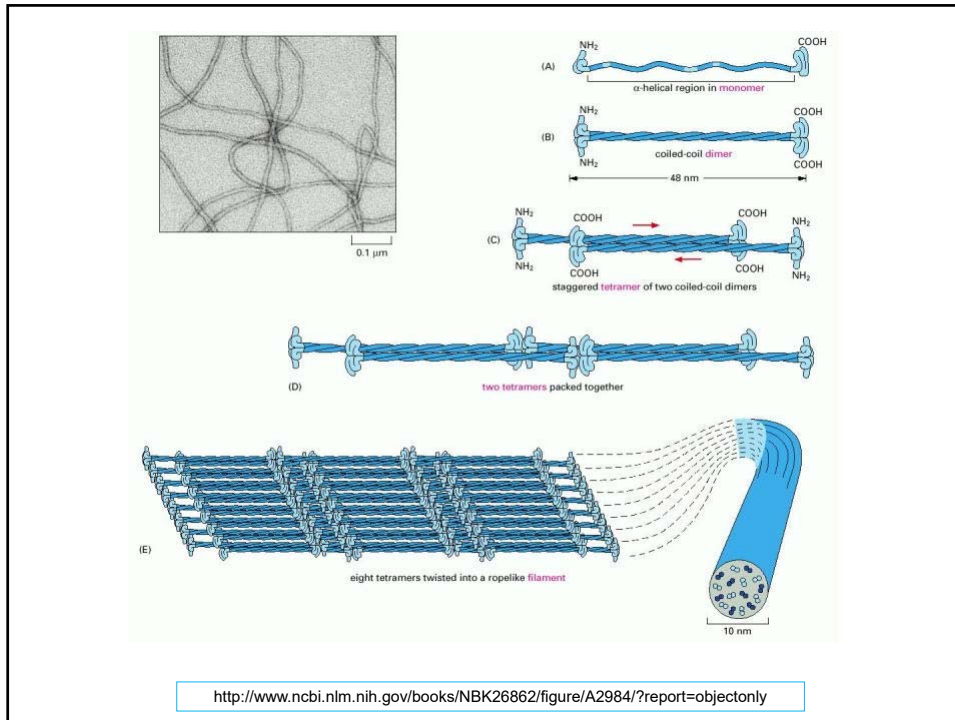 NH₂
COOH
(A)
α-helical region in monomer
NH₂
COOH
(B)
coiled-coil dimer
NH₂
COOH
48 nm
0.1 μm
NH₂
COOH
COOH
NH₂
(C)
NH₂
COOH
COOH
NH₂
staggered tetramer of two coiled-coil dimers
(D)
two tetramers packed together
(E)
eight tetramers twisted into a ropelike filament
10 nm
http://www.ncbi.nlm.nih.gov/books/NBK26862/figure/A2984/?report=objectonly